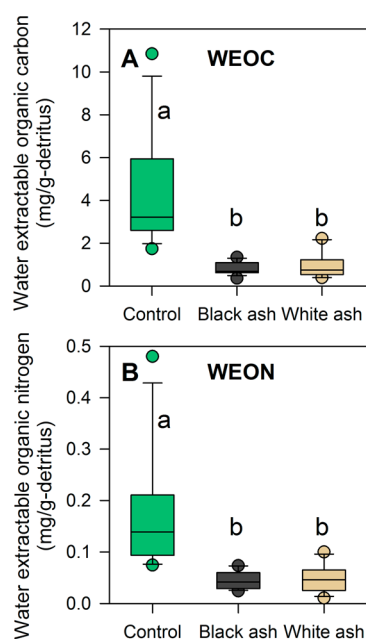 Water extractable organic carbon
(mg/g-detritus)
12
10
8
6
4
2
0
A
WEOC
a
b
b
Control
Black ash
White ash
Water extractable organic nitrogen
(mg/g-detritus)
0.5
0.4
0.3
0.2
0.1
0.0
B
WEON
a
b
b
Control
Black ash
White ash